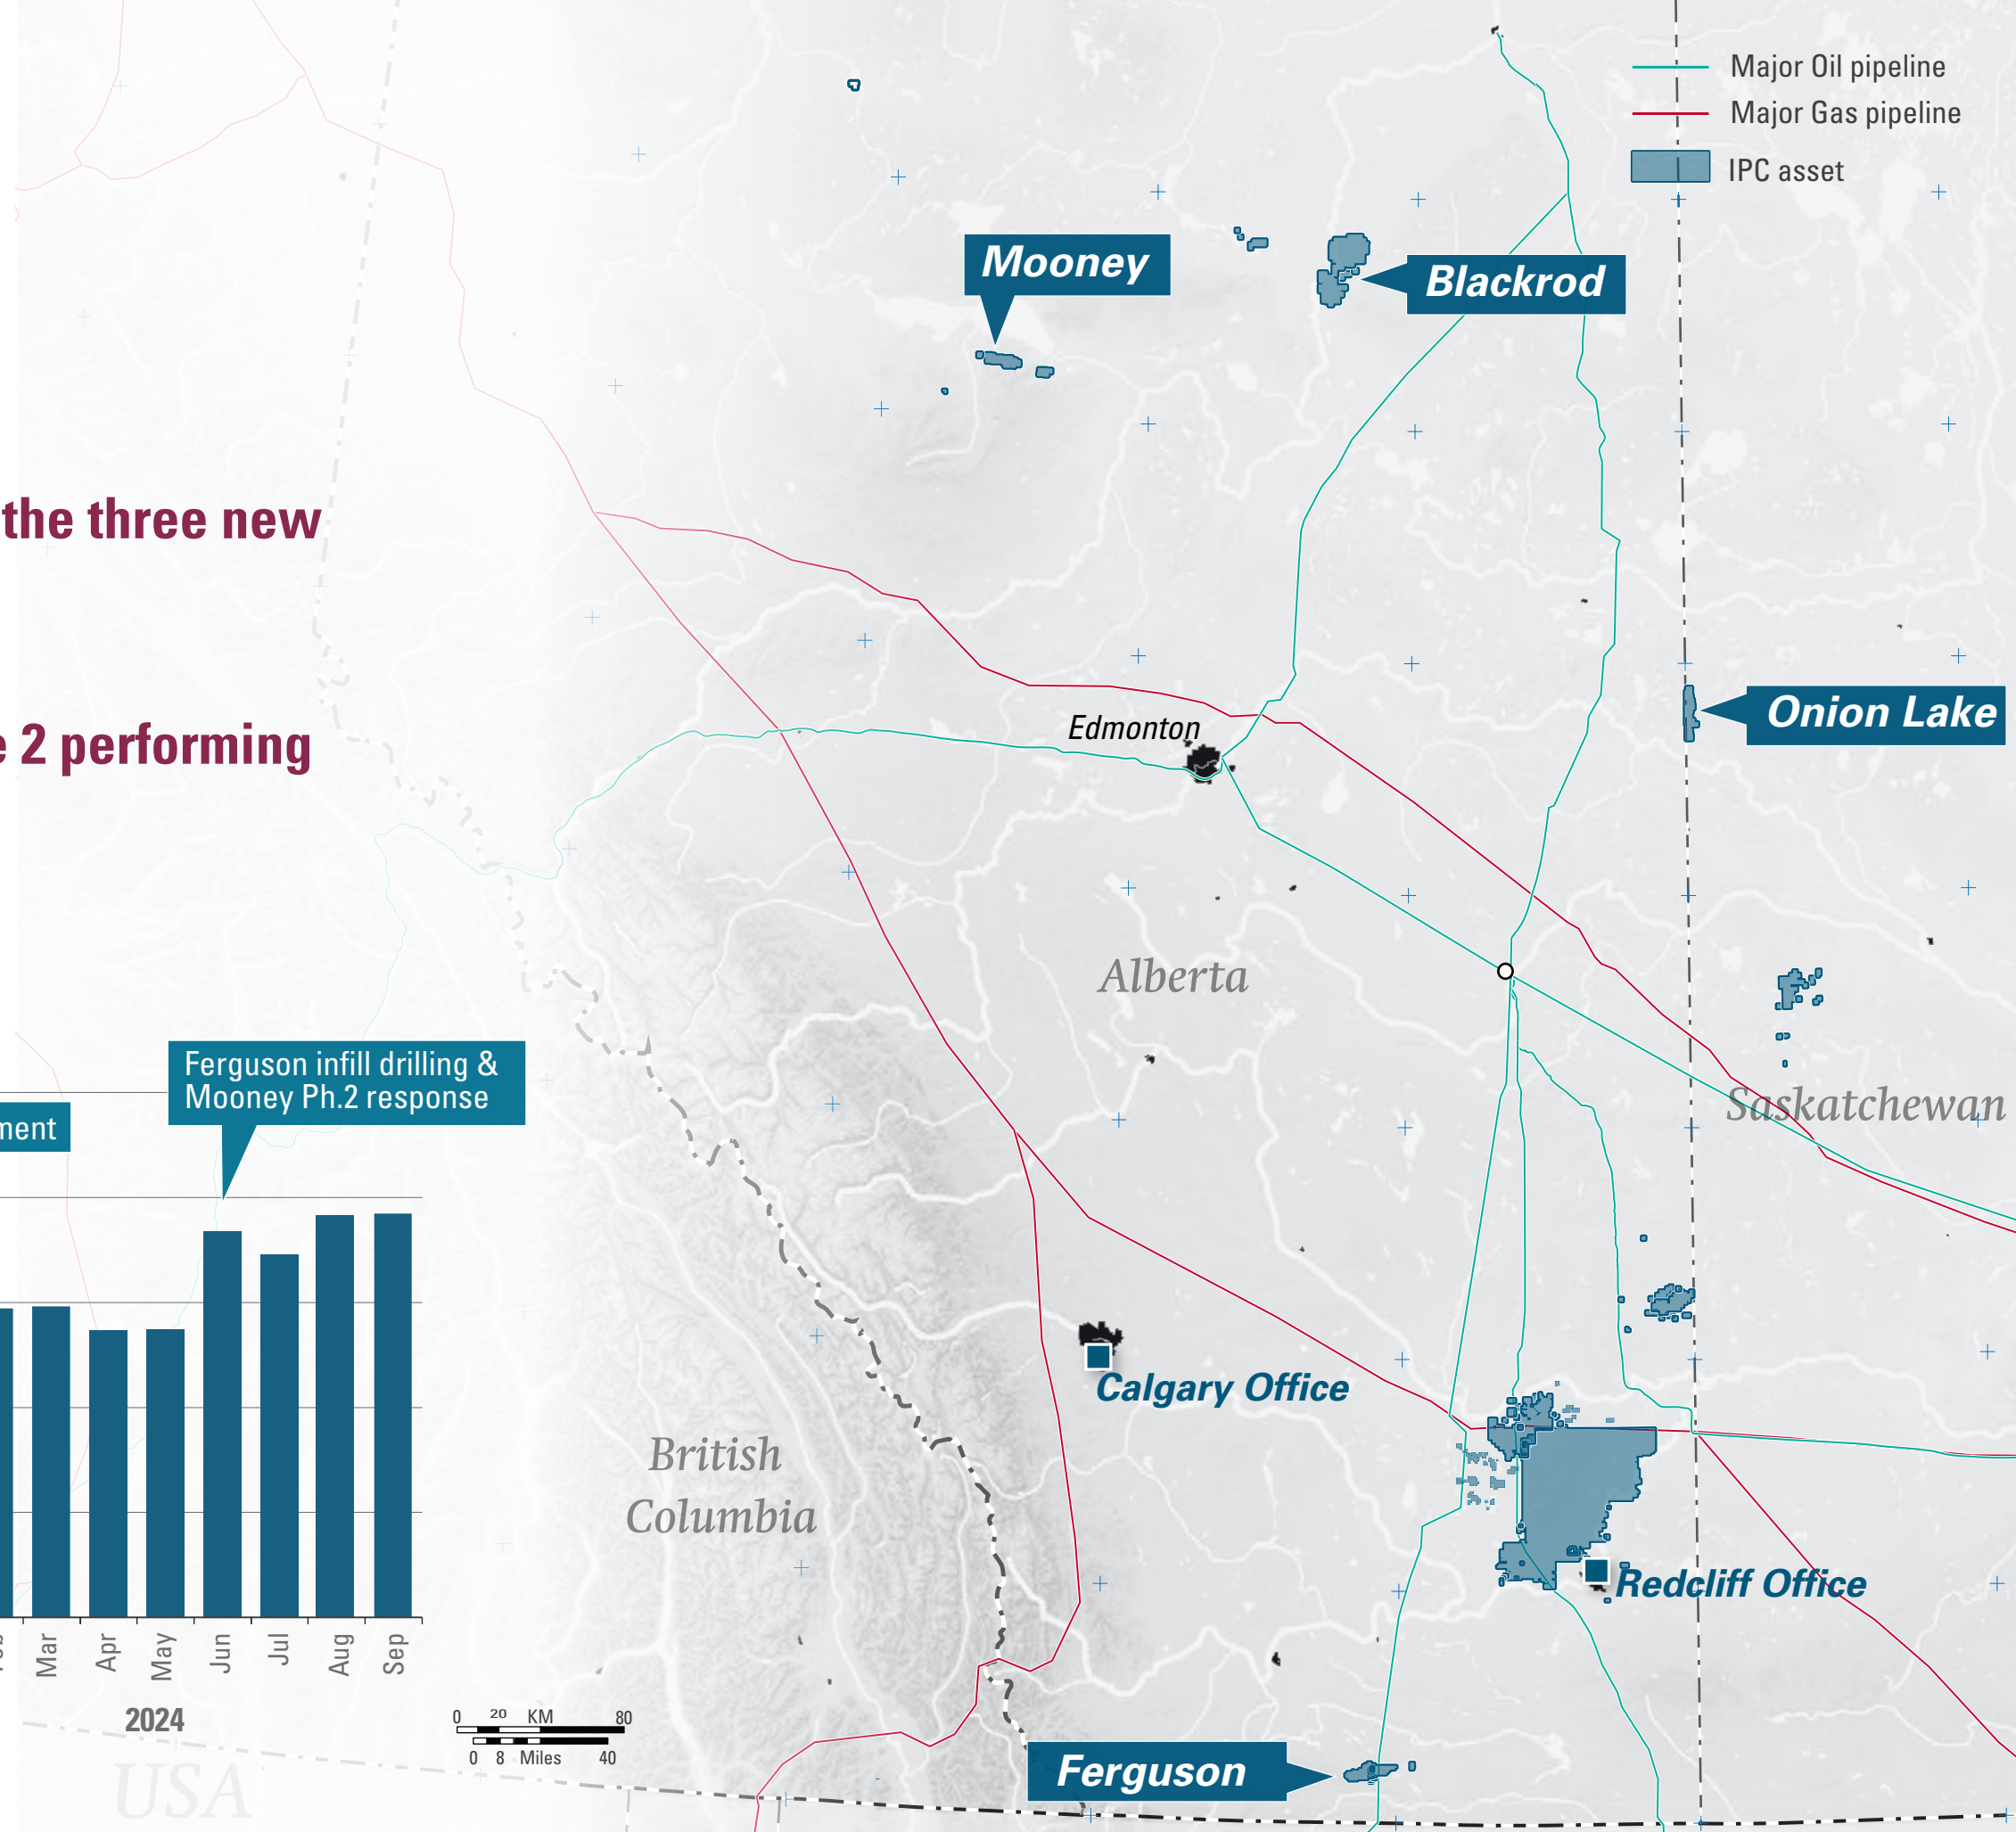 Major Oil pipeline
Major Gas pipeline
IPC asset
Mooney
Blackrod
the three new
Onion Lake
Edmonton
2 performing
Alberta
Ferguson infill drilling &
Mooney Ph.2 response
Saskatchewan
Calgary Office
British
Columbia
Redcliff Office
Mar
Apr
May
Jun
Jul
Aug
Sep
2024
0 20 KM 80
0 8 Miles 40
USA
Ferguson